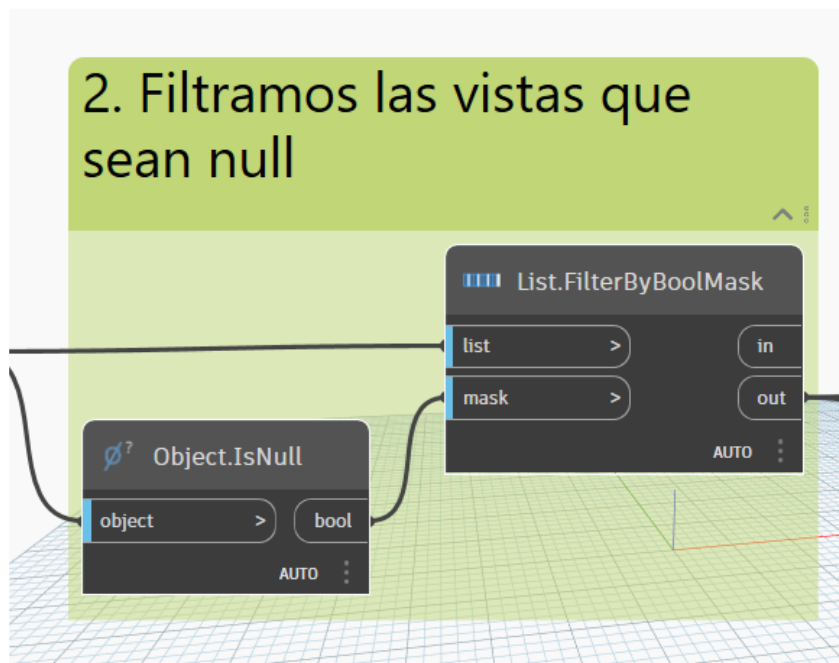 2. Filtramos las vistas que
sean null
List.FilterByBoolMask
list > in
mask > out
AUTO
Object.IsNull
object > bool
AUTO